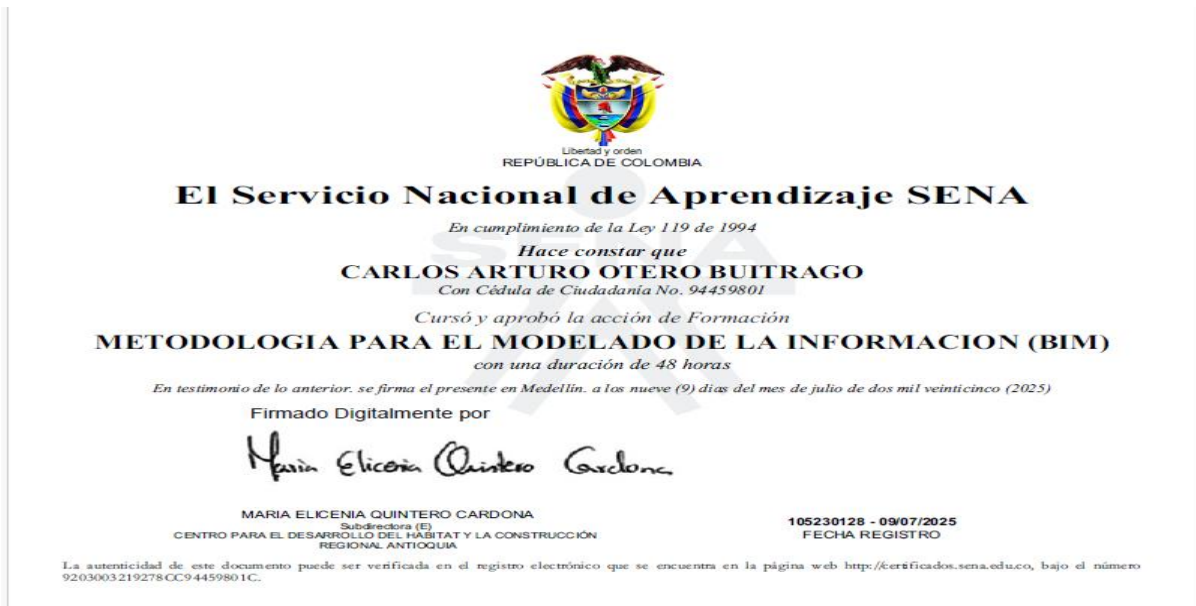 Libertad y orden
REPÚBLICA DE COLOMBIA
El Servicio Nacional de Aprendizaje SENA
En cumplimiento de la Ley 119 de 1994
SENA
Hace constar que
CARLOS ARTURO OTERO BUITRAGO
Con Cédula de Ciudadanía No. 94459801
Cursó y aprobó la acción de Formación
METODOLOGIA PARA EL MODELADO DE LA INFORMACION (BIM)
con una duración de 48 horas
En testimonio de lo anterior. se firma el presente en Medellín. a los nueve (9) días del mes de julio de dos mil veinticinco (2025)
Firmado Digitalmente por
Maria Elicenia Quintero Cardona
MARIA ELICENIA QUINTERO CARDONA
Subdirectora (E)
CENTRO PARA EL DESARROLLO DEL HÁBITAT Y LA CONSTRUCCIÓN
REGIONAL ANTIOQUIA
105230128 - 09/07/2025
FECHA REGISTRO
La autenticidad de este documento puede ser verificada en el registro electrónico que se encuentra en la página web http://certificados.sena.edu.co, bajo el número
9203003219278CC94459801C.